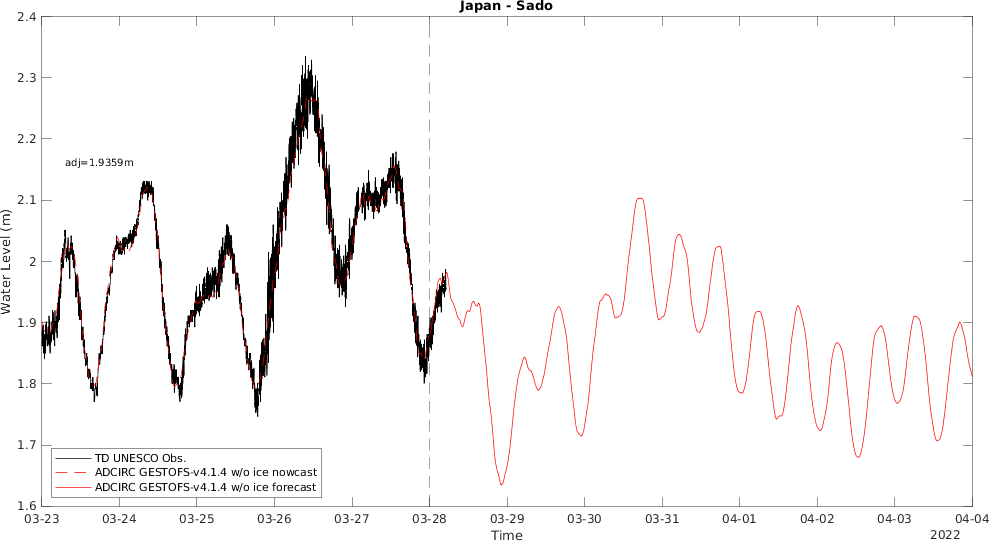 Japan - Sado
2.4
2.3
2.2
2.1
2
1.9
1.8
1.7
1.6
Water Level (m)
adj=1.9359m
TD UNESCO Obs.
ADCIRC GESTOFS-v4.1.4 w/o ice nowcast
ADCIRC GESTOFS-v4.1.4 w/o ice forecast
03-23 03-24 03-25 03-26 03-27 03-28 03-29 03-30 03-31 04-01 04-02 04-03 04-04
Time
2022